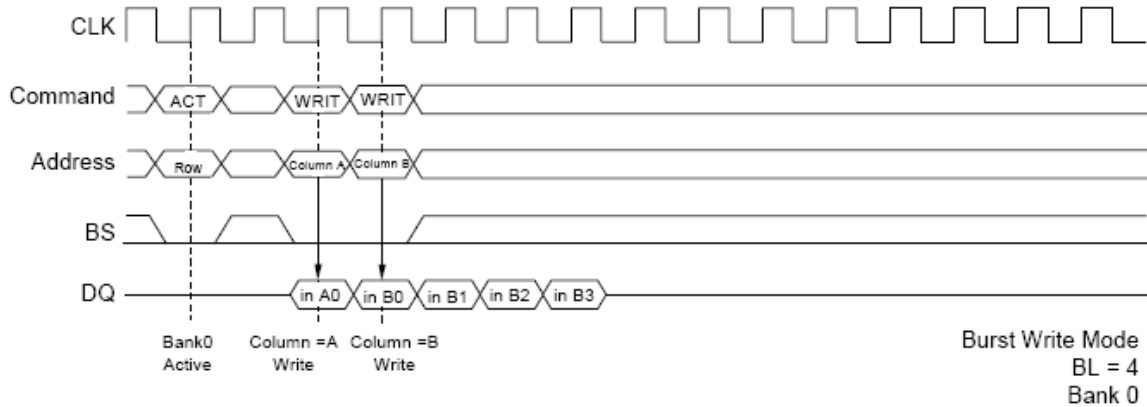 CLK
Command ACT WRIT WRIT
Address Row Column A Column B
BS
DQ in A0 in B0 in B1 in B2 in B3
Bank0 Column =A Column =B
Active Write Write
Burst Write Mode
BL = 4
Bank 0